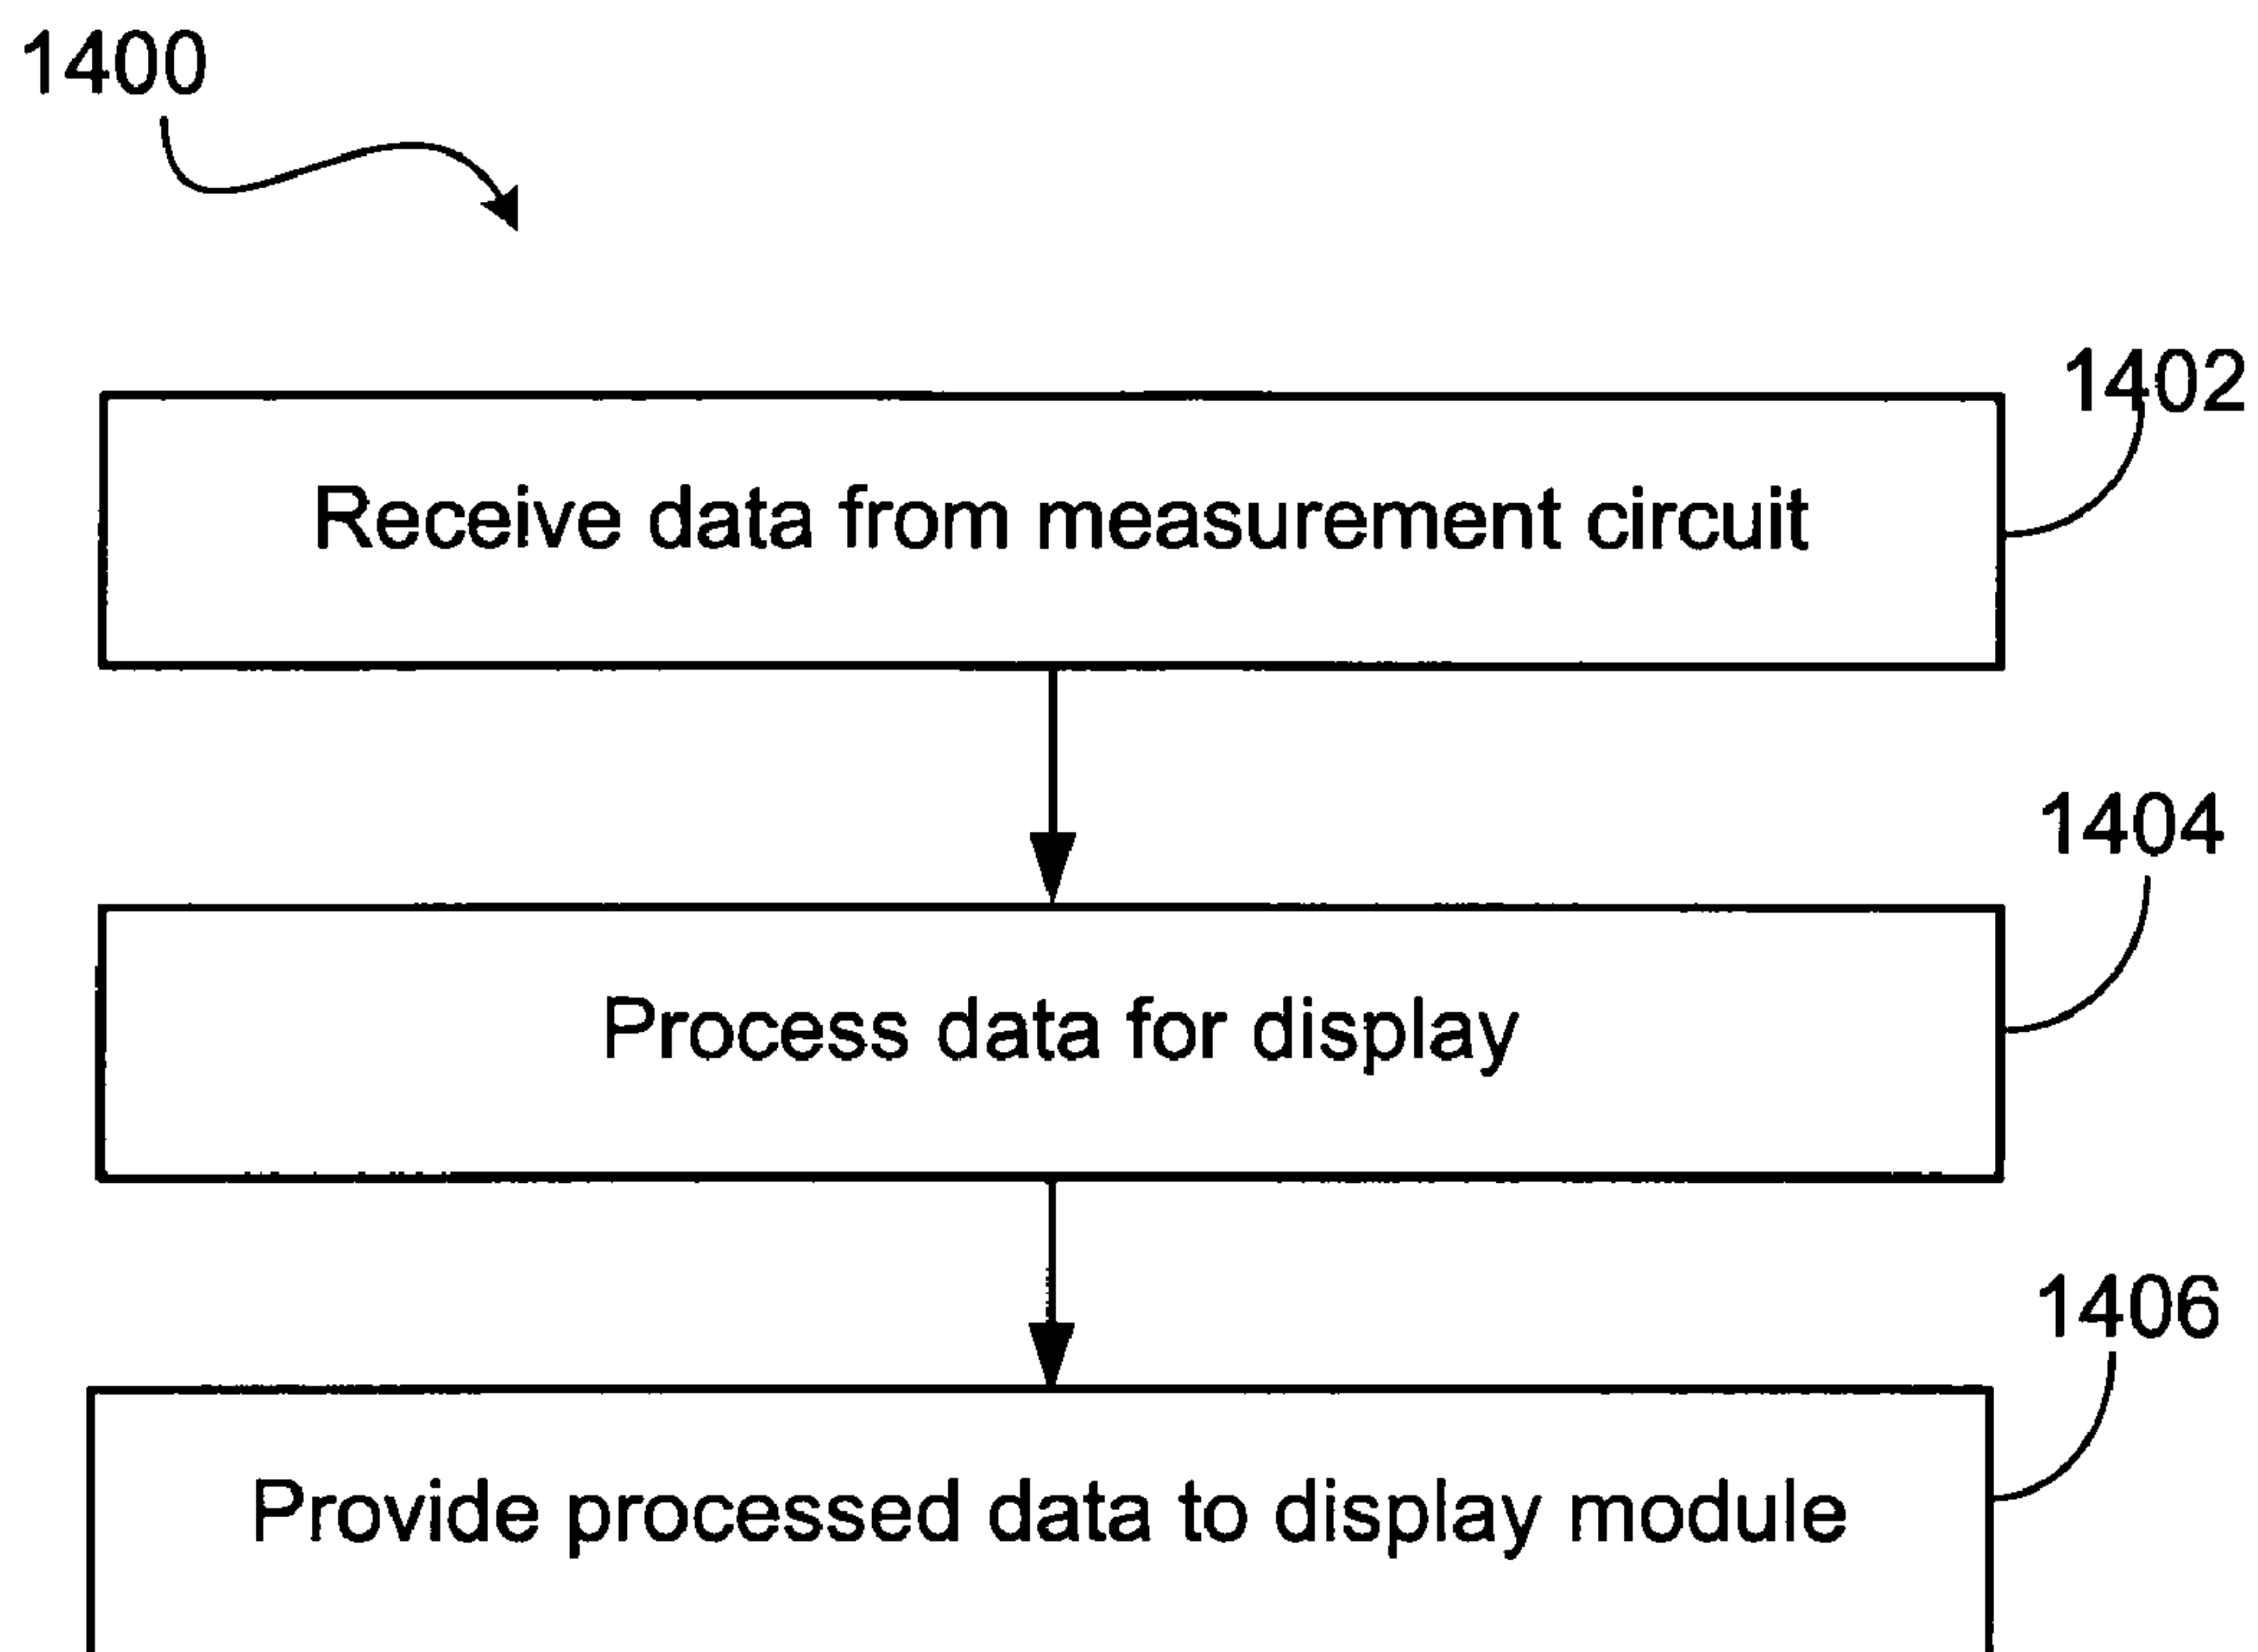 1400
1402
Receive data from measurement circuit
1404
Process data for display
1406
Provide processed data to display module